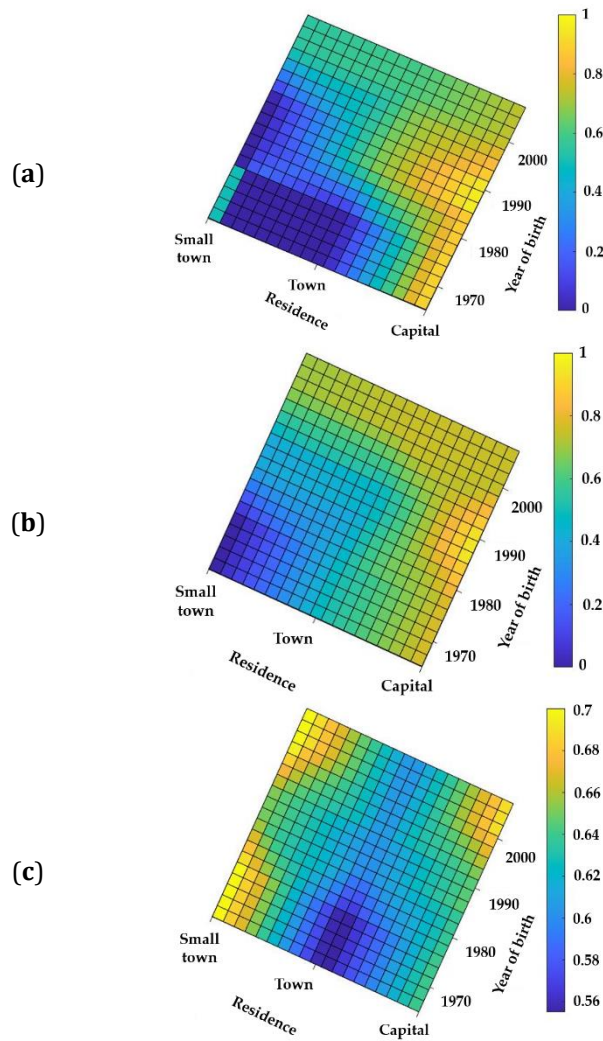 (a)
1
0.8
0.6
0.4
0.2
0
2000
1990
1980
1970
Year of birth
Small
town
Town
Residence
Capital
(b)
1
0.8
0.6
0.4
0.2
0
2000
1990
1980
1970
Year of birth
Small
town
Town
Residence
Capital
(c)
0.7
0.68
0.66
0.64
0.62
0.6
0.58
0.56
2000
1990
1980
1970
Year of birth
Small
town
Town
Residence
Capital